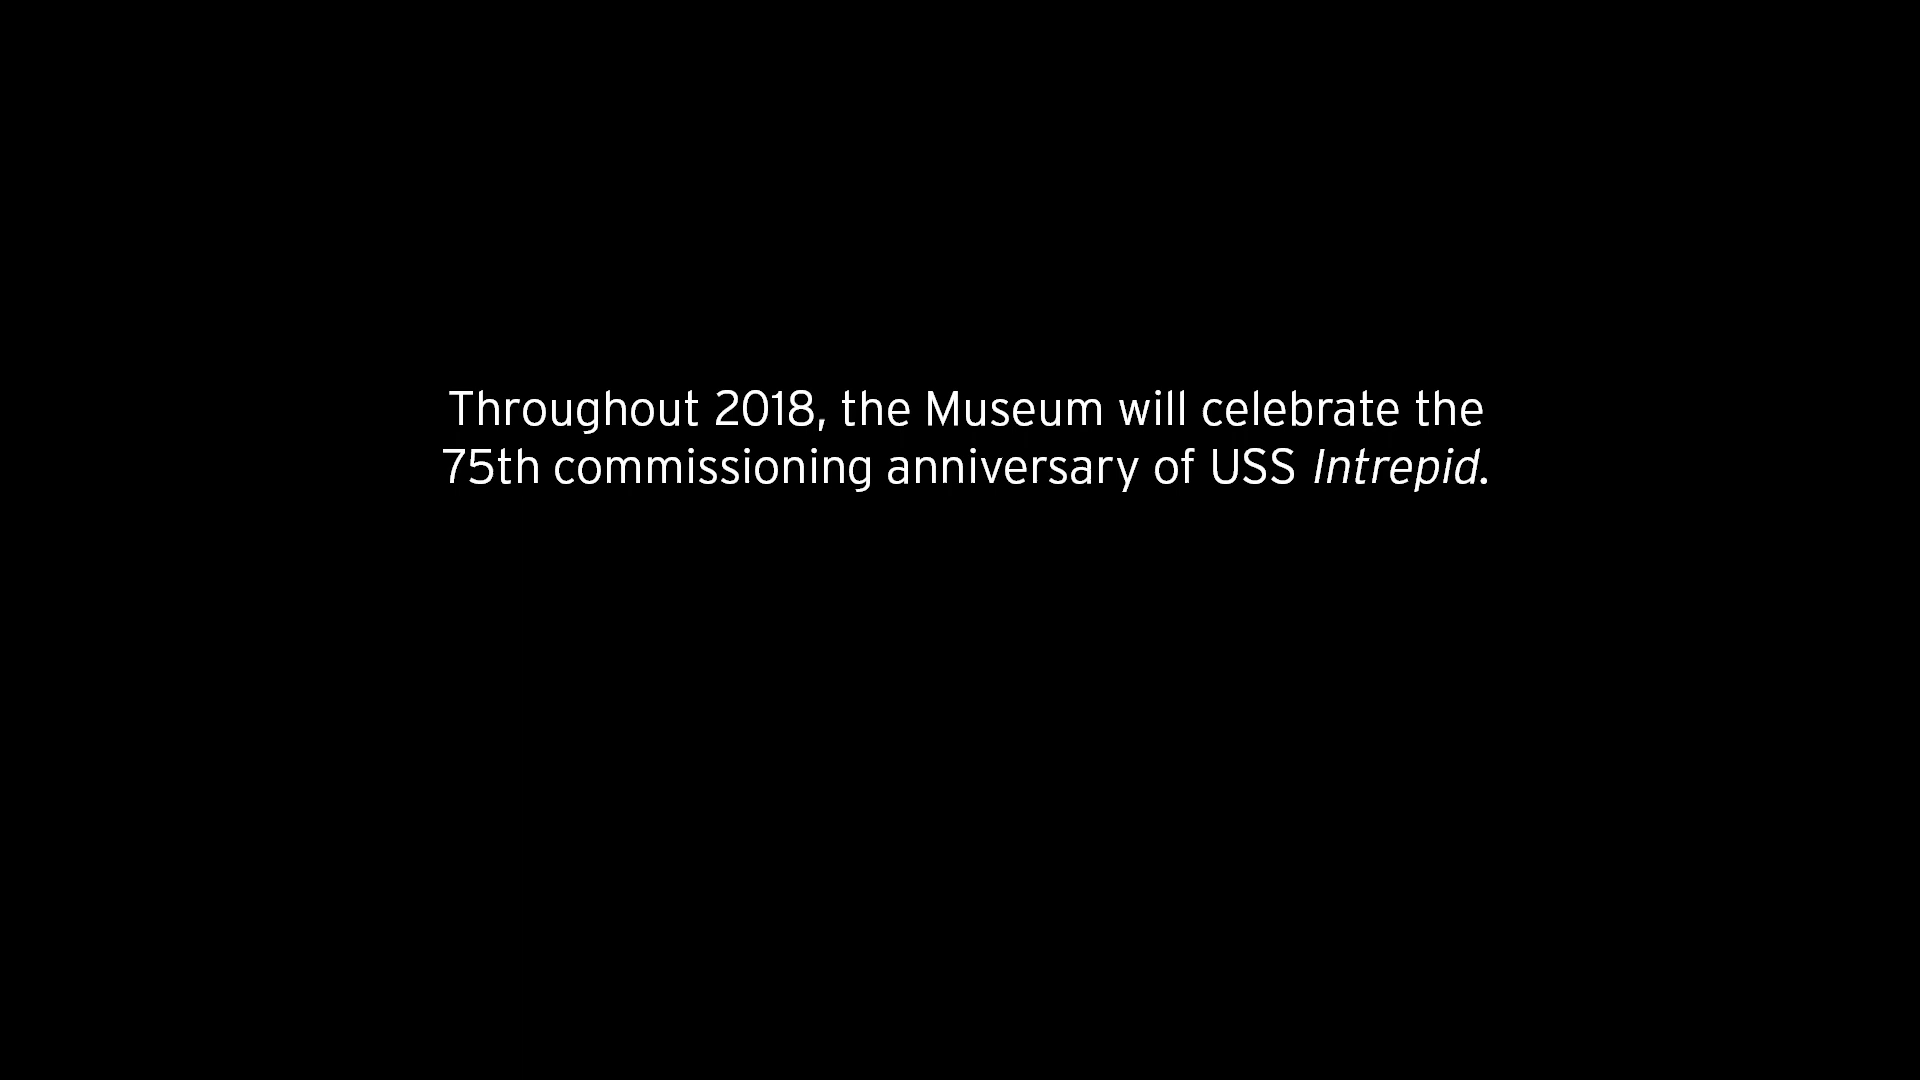 Throughout 2018, the Museum will celebrate the
75th commissioning anniversary of USS Intrepid.